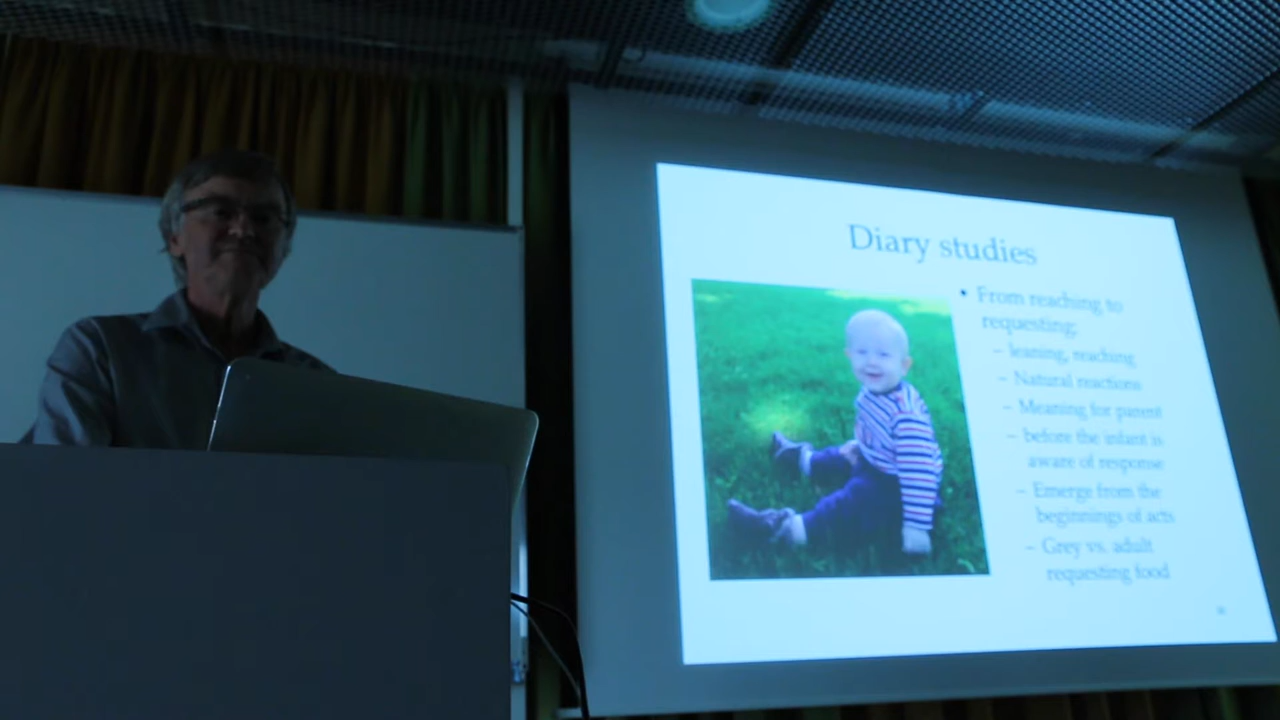 Diary studies
• From reaching to
requesting;
– leaning, reaching
– Natural reactions
– Meaning for parent
– before the infant is
aware of response
– Emerge from the
beginnings of acts
– Grey vs. adult
requesting food